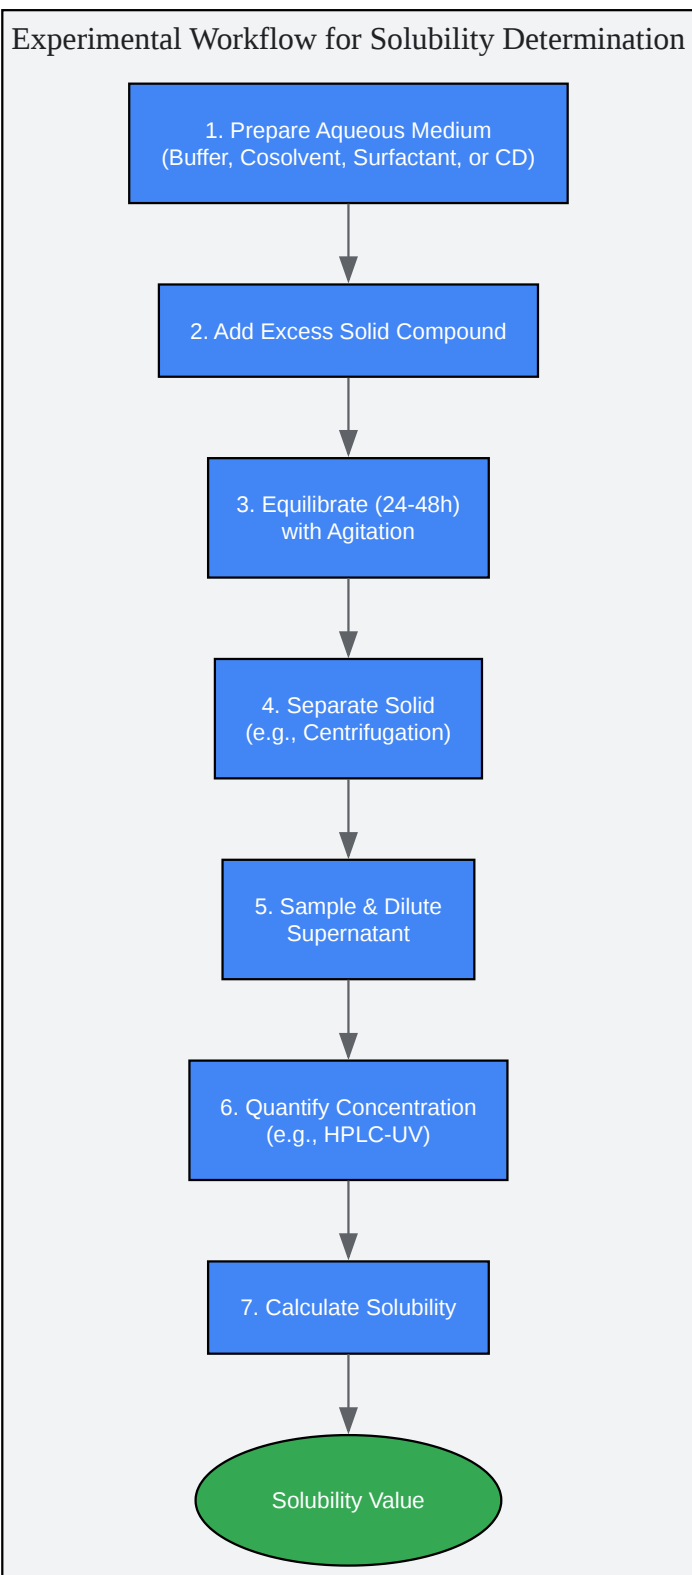 Experimental Workflow for Solubility Determination
1. Prepare Aqueous Medium
(Buffer, Cosolvent, Surfactant, or CD)
2. Add Excess Solid Compound
3. Equilibrate (24-48h)
with Agitation
4. Separate Solid
(e.g., Centrifugation)
5. Sample & Dilute
Supernatant
6. Quantify Concentration
(e.g., HPLC-UV)
7. Calculate Solubility
Solubility Value